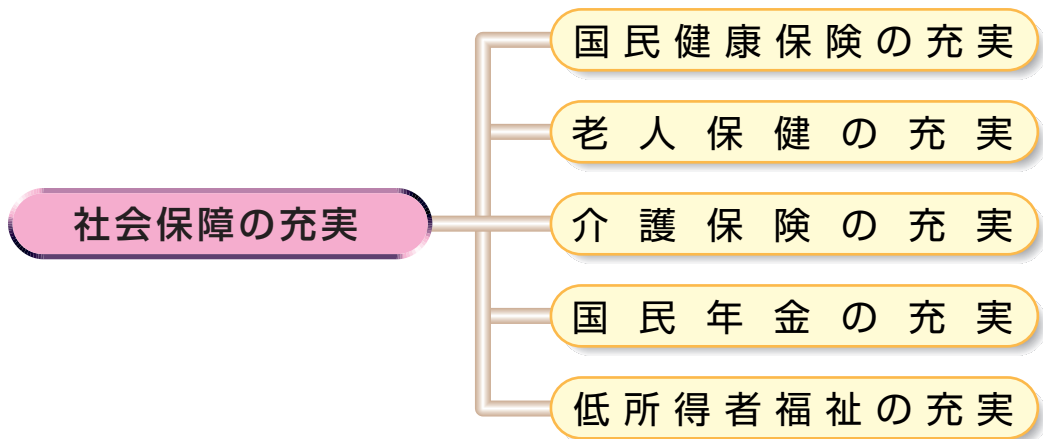 社会保障の充実
国民健康保険の充実
老人保健の充実
介護保険の充実
国民年金の充実
低所得者福祉の充実